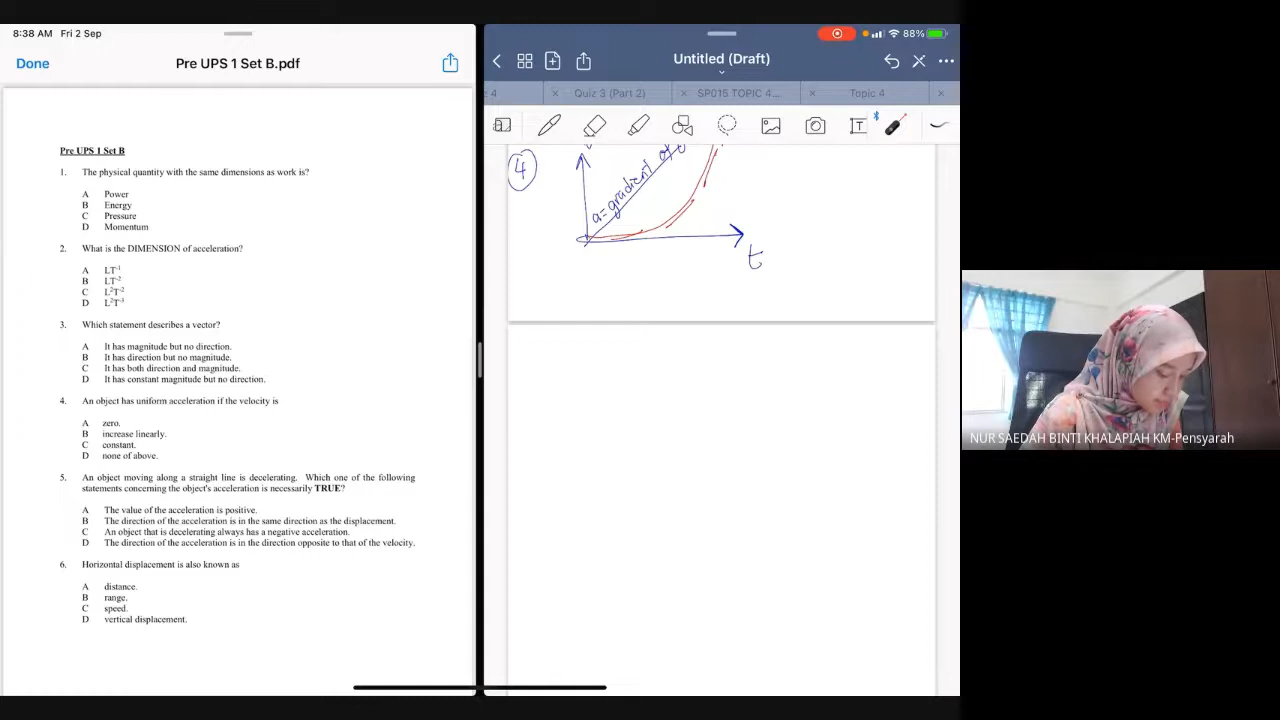 8:38 AM Fri 2 Sep
Done
Pre UPS 1 Set B.pdf
Pre UPS 1 Set B
1. The physical quantity with the same dimensions as work is?
A Power
B Energy
C Pressure
D Momentum
2. What is the DIMENSION of acceleration?
A LT⁻¹
B LT⁻²
C L²T⁻²
D L²T⁻³
3. Which statement describes a vector?
A It has magnitude but no direction.
B It has direction but no magnitude.
C It has both direction and magnitude.
D It has constant magnitude but no direction.
4. An object has uniform acceleration if the velocity is
A zero.
B increase linearly.
C constant.
D none of above.
5. An object moving along a straight line is decelerating. Which one of the following
statements concerning the object's acceleration is necessarily TRUE?
A The value of the acceleration is positive.
B The direction of the acceleration is in the same direction as the displacement.
C An object that is decelerating always has a negative acceleration.
D The direction of the acceleration is in the direction opposite to that of the velocity.
6. Horizontal displacement is also known as
A distance.
B range.
C speed.
D vertical displacement.
88%
Untitled (Draft)
z 4
Quiz 3 (Part 2)
SP015 TOPIC 4...
Topic 4
4
a = gradient of
t
NUR SAEDAH BINTI KHALAPIAH KM-Pensyarah